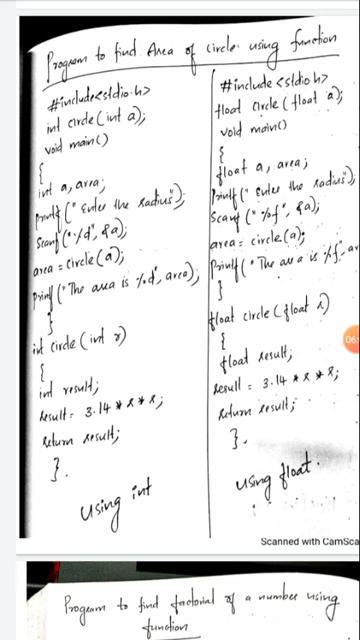 Program to find Area of circle using function
#include<stdio.h>
int circle(int a);
void main()
{
int a, area;
printf("Enter the radius");
Scanf("%d", &a);
area = circle(a);
Printf("The area is %d", area);
}
int circle(int r)
{
int result;
result = 3.14 * r * r;
return result;
}.
using int
#include<stdio.h>
float circle(float a);
void main()
{
float a, area;
Printf("Enter the radius");
Scanf("%f", &a);
area = circle(a);
Printf("The area is %f", ar
}
float circle(float r)
{
float result;
result = 3.14 * r * r;
return result;
}.
using float.
06:
Scanned with CamSca
Program to find factorial of a number using
function